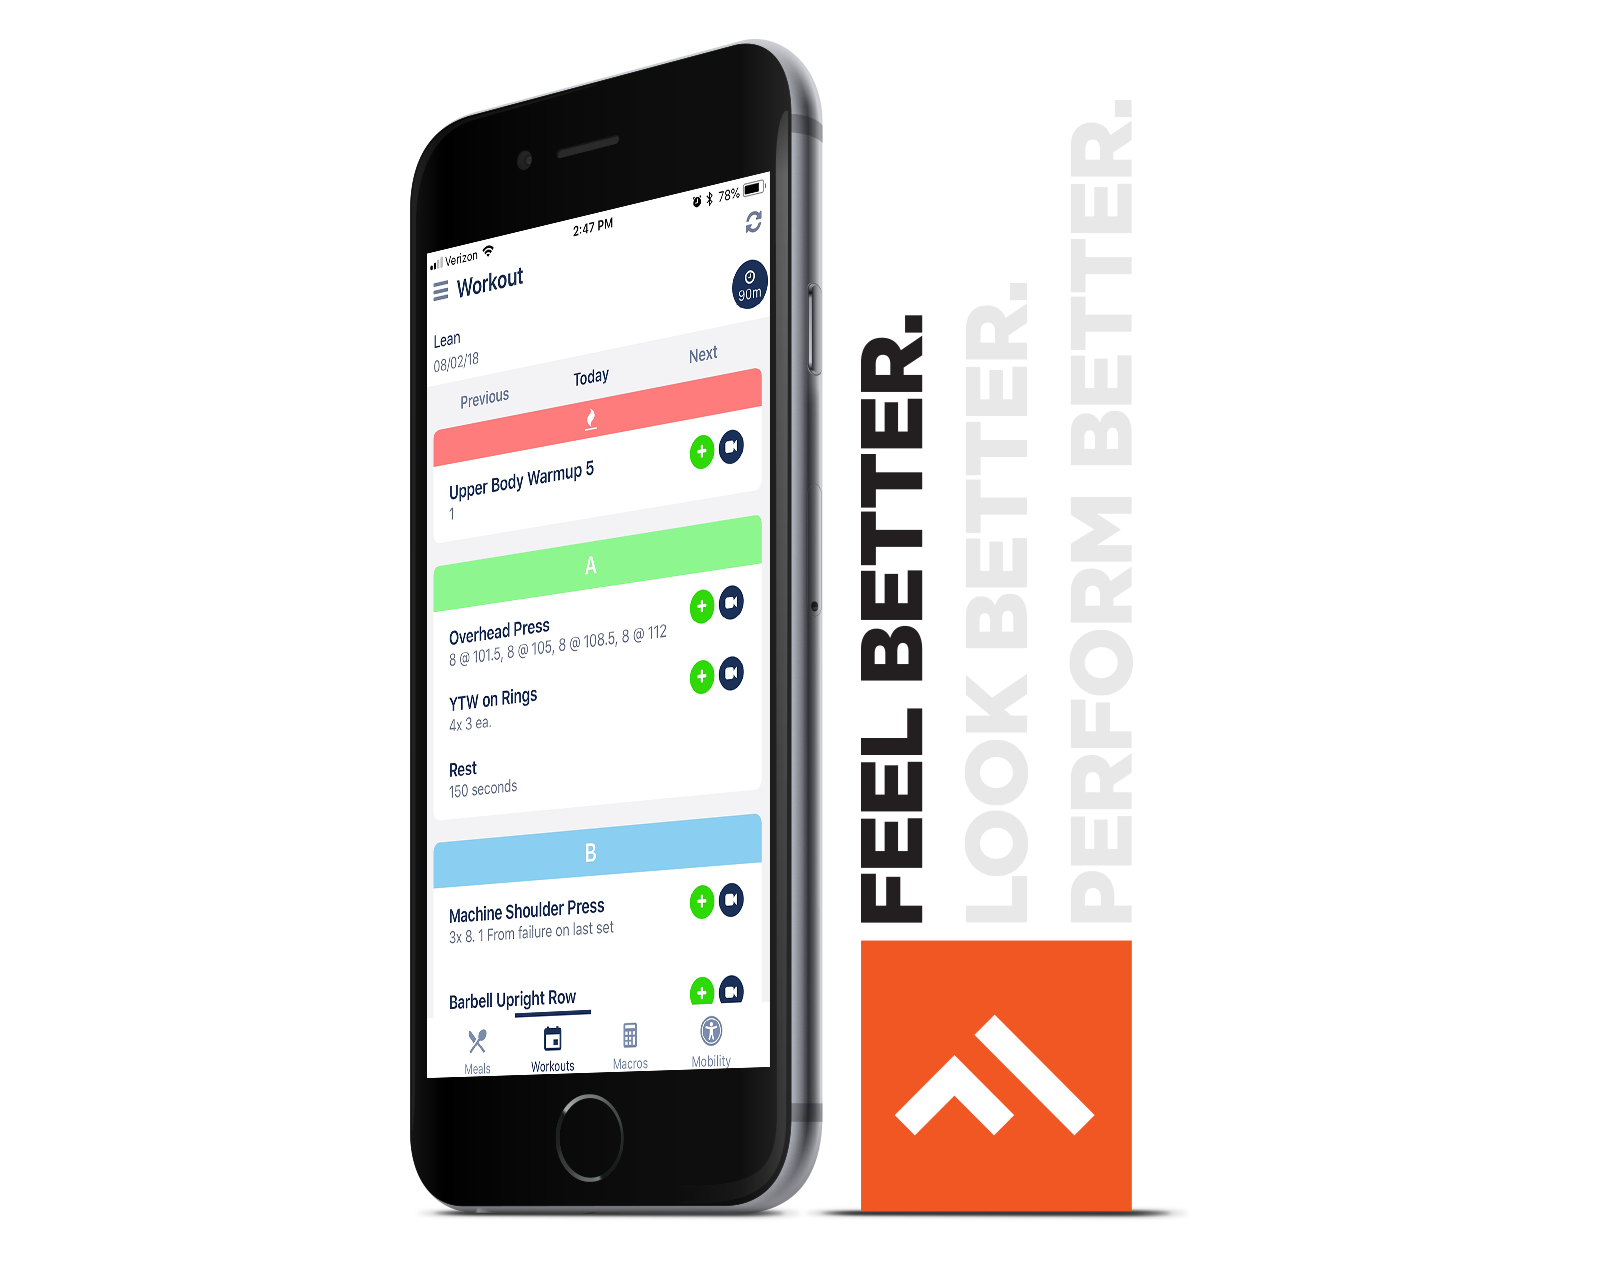 Verizon
2:47 PM
78%
Workout
90m
Lean
08/02/18
Previous
Today
Next
Upper Body Warmup 5
1
A
Overhead Press
8 @ 101.5, 8 @ 105, 8 @ 108.5, 8 @ 112
YTW on Rings
4x 3 ea.
Rest
150 seconds
B
Machine Shoulder Press
3x 8. 1 From failure on last set
Barbell Upright Row
Meals
Workouts
Macros
Mobility
FEEL BETTER.
LOOK BETTER.
PERFORM BETTER.